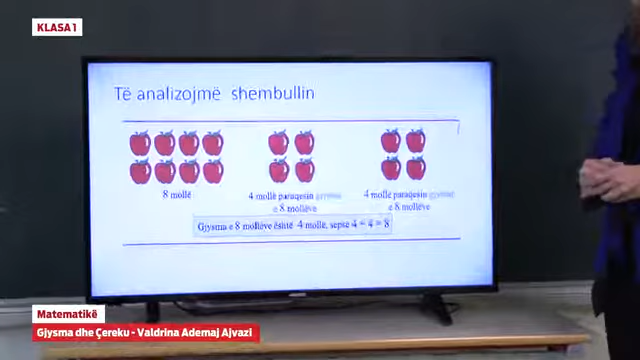 KLASA 1
Të analizojmë shembullin
8 mollë
4 mollë paraqesin gjysmën
e 8 mollëve
4 mollë paraqesin gjysmën
e 8 mollëve
Gjysma e 8 mollëve është 4 mollë, sepse 4 + 4 = 8
Matematikë
Gjysma dhe Çereku - Valdrina Ademaj Ajvazi